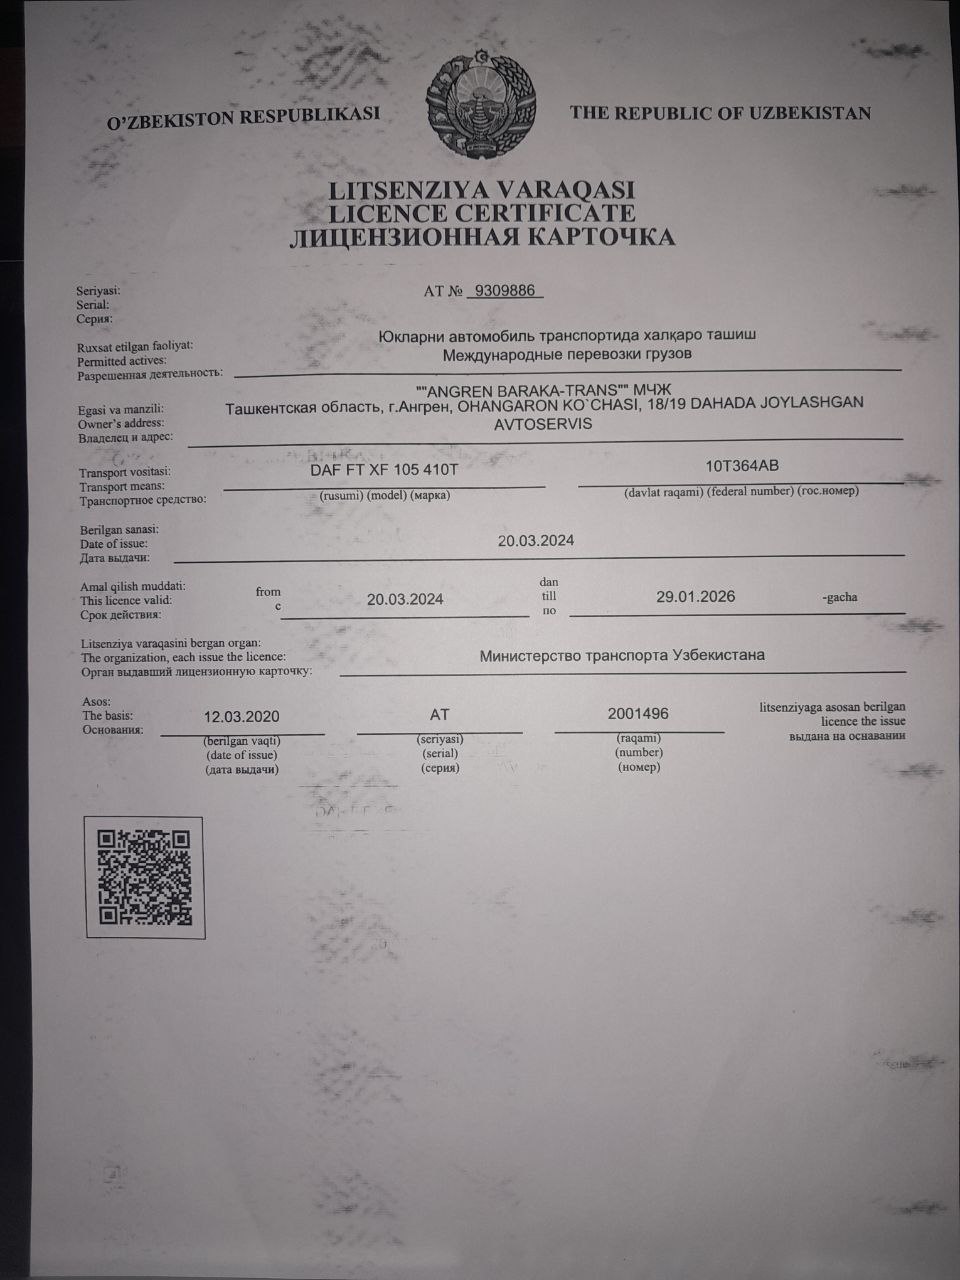 O'ZBEKISTON RESPUBLIKASI
THE REPUBLIC OF UZBEKISTAN
LITSENZIYA VARAQASI
LICENCE CERTIFICATE
ЛИЦЕНЗИОННАЯ КАРТОЧКА
Seriyasi:
Serial:
Серия:
АТ № 9309886
Ruxsat etilgan faoliyat:
Permitted actives:
Разрешенная деятельность:
Юкларни автомобиль транспортида халқаро ташиш
Международные перевозки грузов
Egasi va manzili:
Owner's address:
Владелец и адрес:
""ANGREN BARAKA-TRANS"" МЧЖ
Ташкентская область, г.Ангрен, OHANGARON KO`CHASI, 18/19 DAHADA JOYLASHGAN
AVTOSERVIS
Transport vositasi:
Transport means:
Транспортное средство:
DAF FT XF 105 410T
(rusumi) (model) (марка)
10T364AB
(davlat raqami) (federal number) (гос.номер)
Berilgan sanasi:
Date of issue:
Дата выдачи:
20.03.2024
Amal qilish muddati:
This licence valid:
Срок действия:
from
с
20.03.2024
dan
till
по
29.01.2026
-gacha
Litsenziya varaqasini bergan organ:
The organization, each issue the licence:
Орган выдавший лицензионную карточку:
Министерство транспорта Узбекистана
Asos:
The basis:
Основания:
12.03.2020
(berilgan vaqti)
(date of issue)
(дата выдачи)
AT
(seriyasi)
(serial)
(серия)
2001496
(raqami)
(number)
(номер)
litsenziyaga asosan berilgan
licence the issue
выдана на оснавании